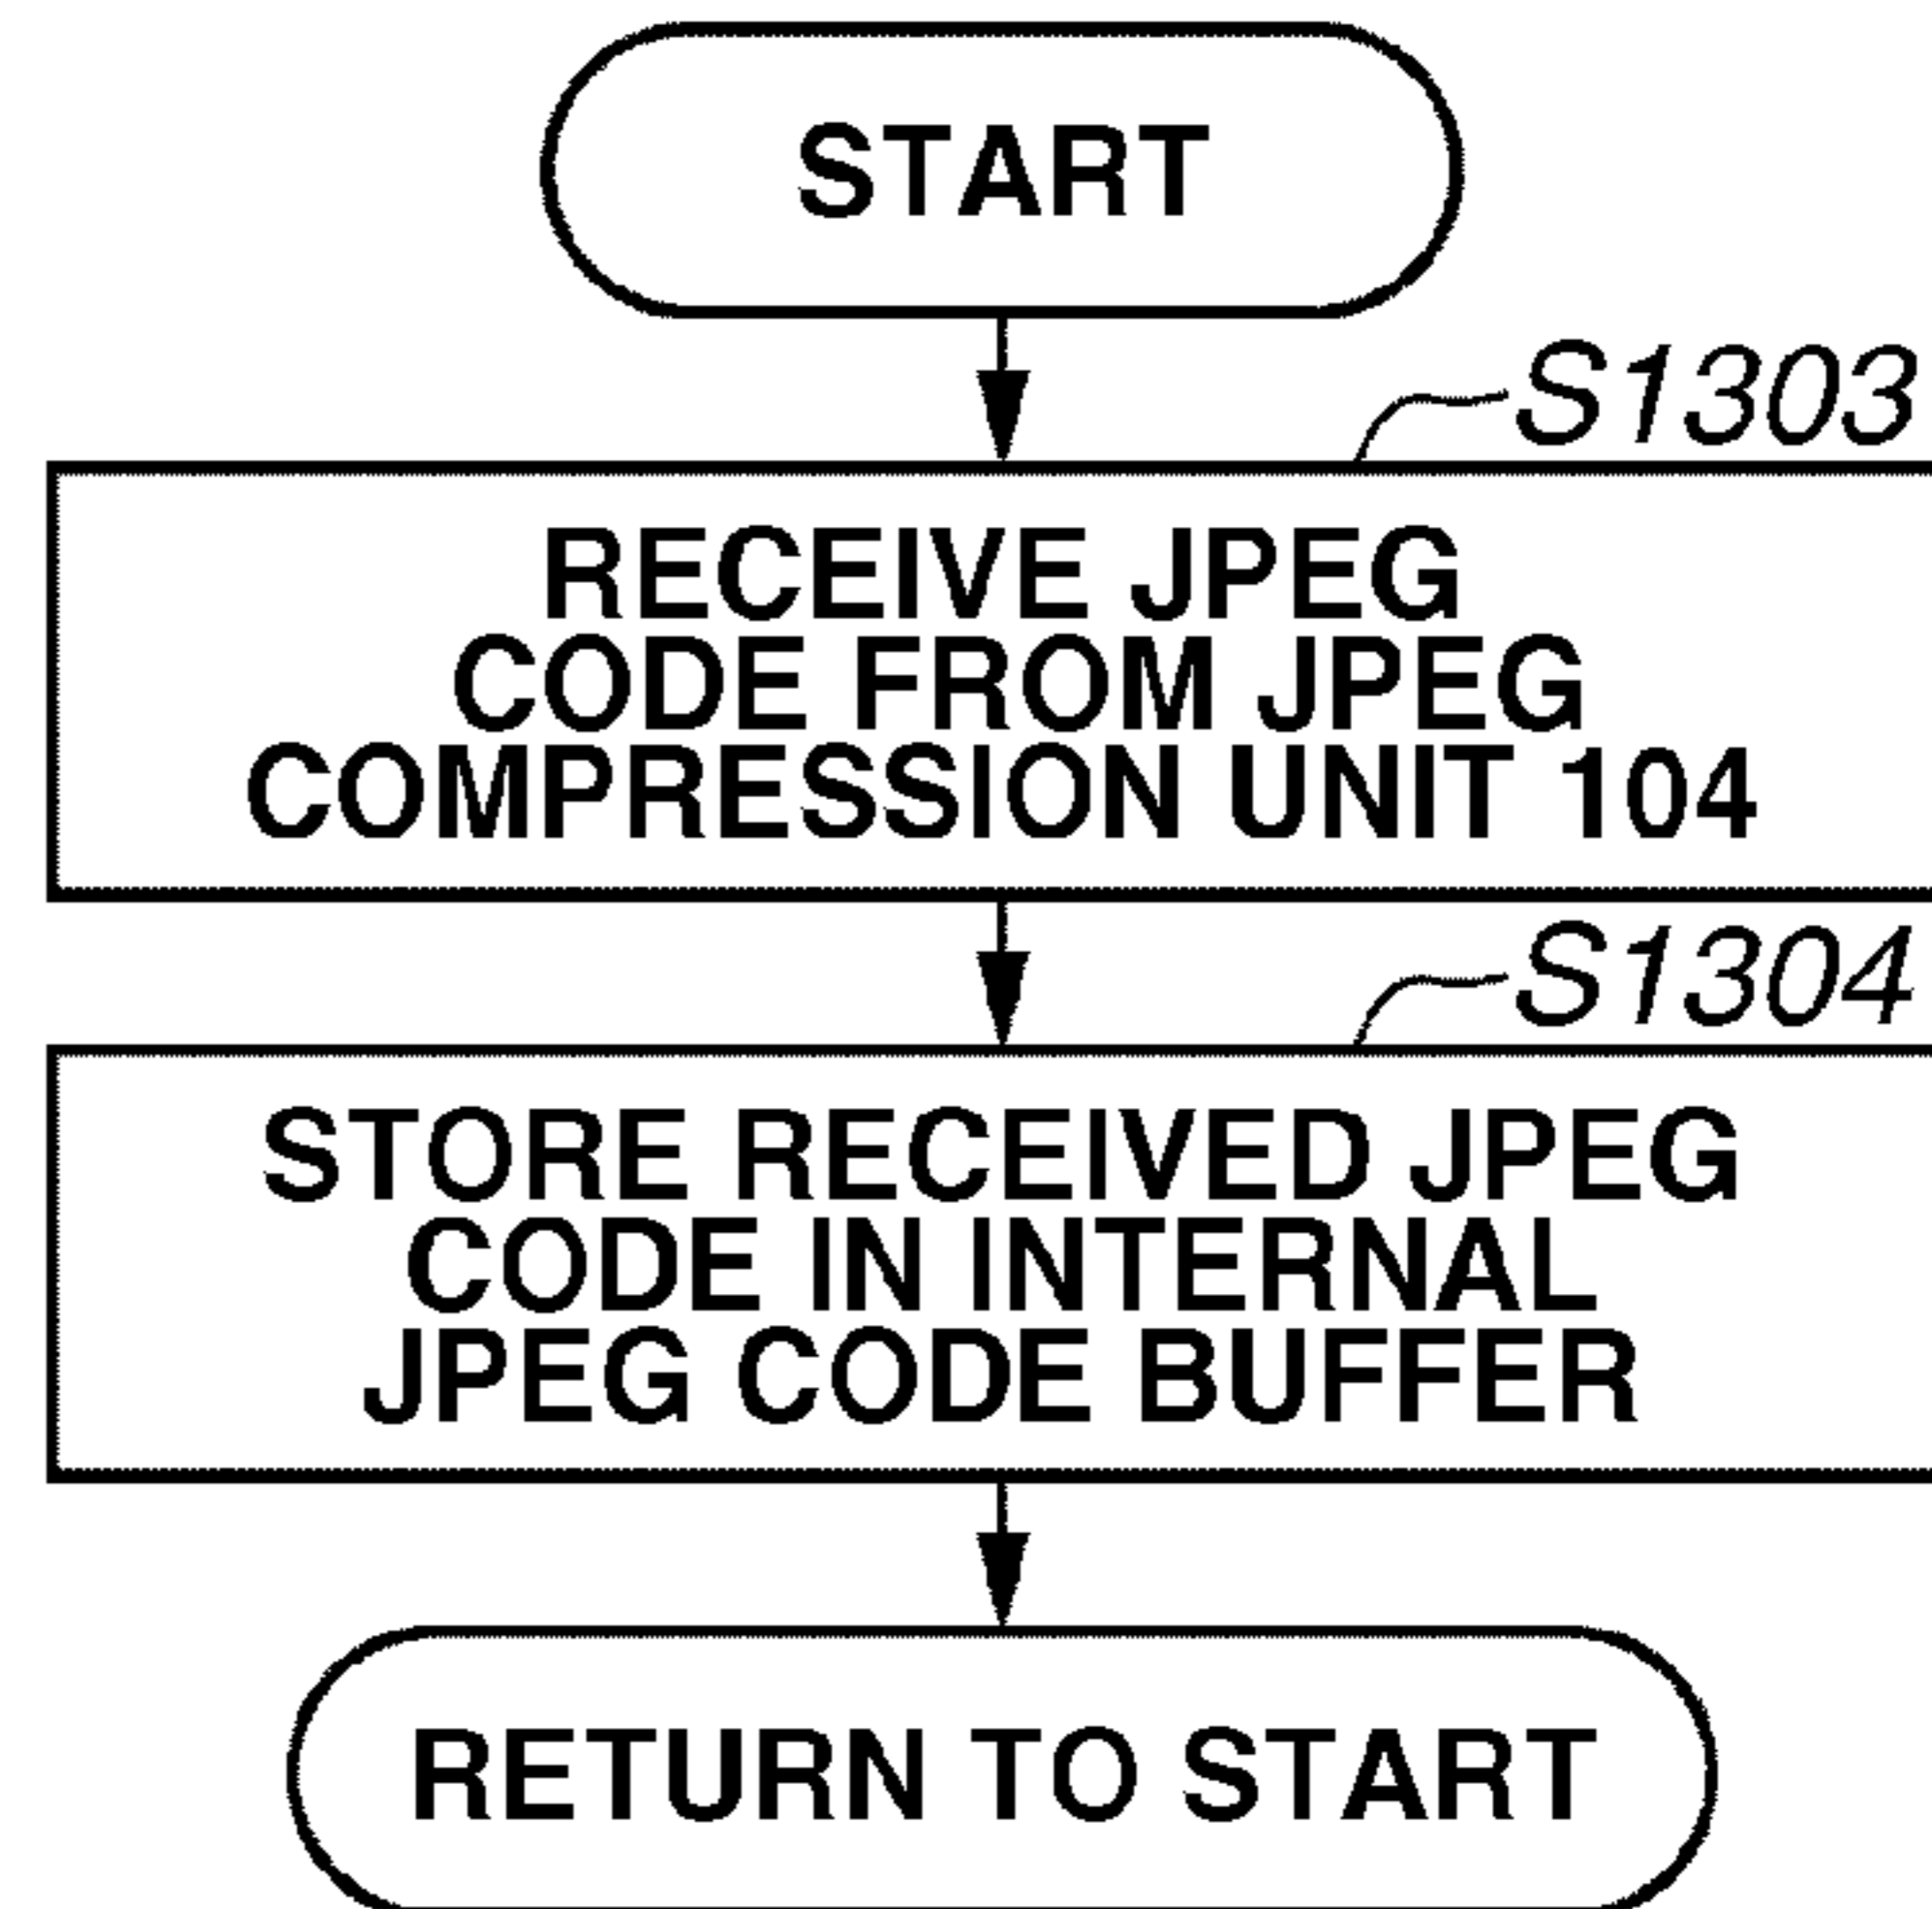 START
S1303
RECEIVE JPEG
CODE FROM JPEG
COMPRESSION UNIT 104
S1304
STORE RECEIVED JPEG
CODE IN INTERNAL
JPEG CODE BUFFER
RETURN TO START